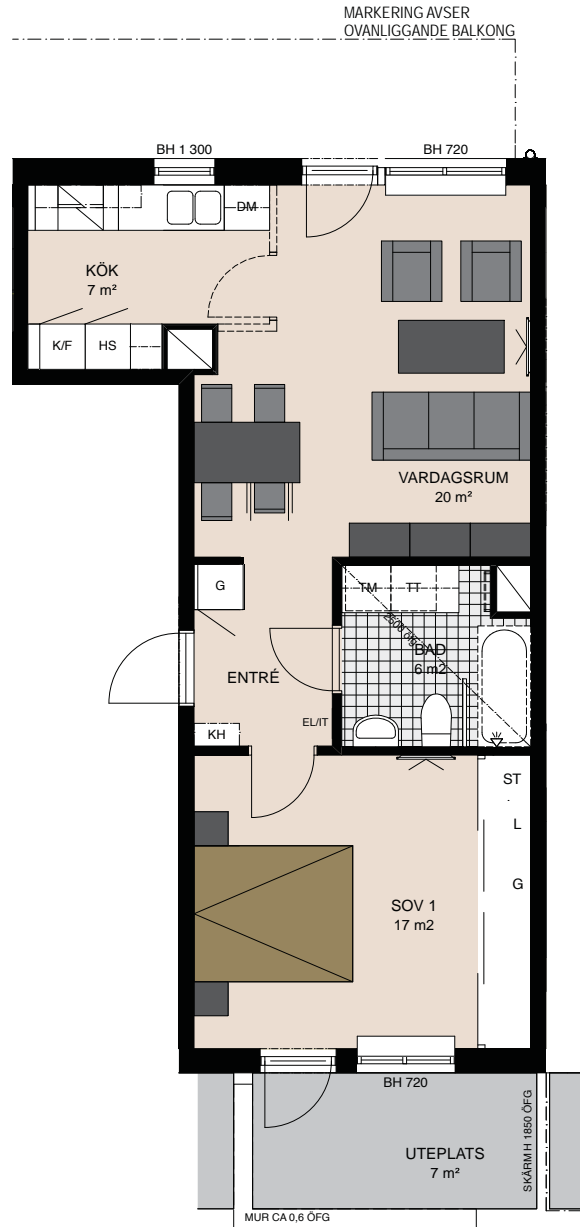 MARKERING AVSER
OVANLIGGANDE BALKONG
BH 1 300
BH 720
DM
KÖK
7 m²
K/F
HS
VARDAGSRUM
20 m²
G
TM
TT
2500 öfg
BAD
6 m2
ENTRÉ
EL/IT
KH
ST
L
G
SOV 1
17 m2
BH 720
UTEPLATS
7 m²
SKÄRM H 1850 ÖFG
MUR CA 0,6 ÖFG